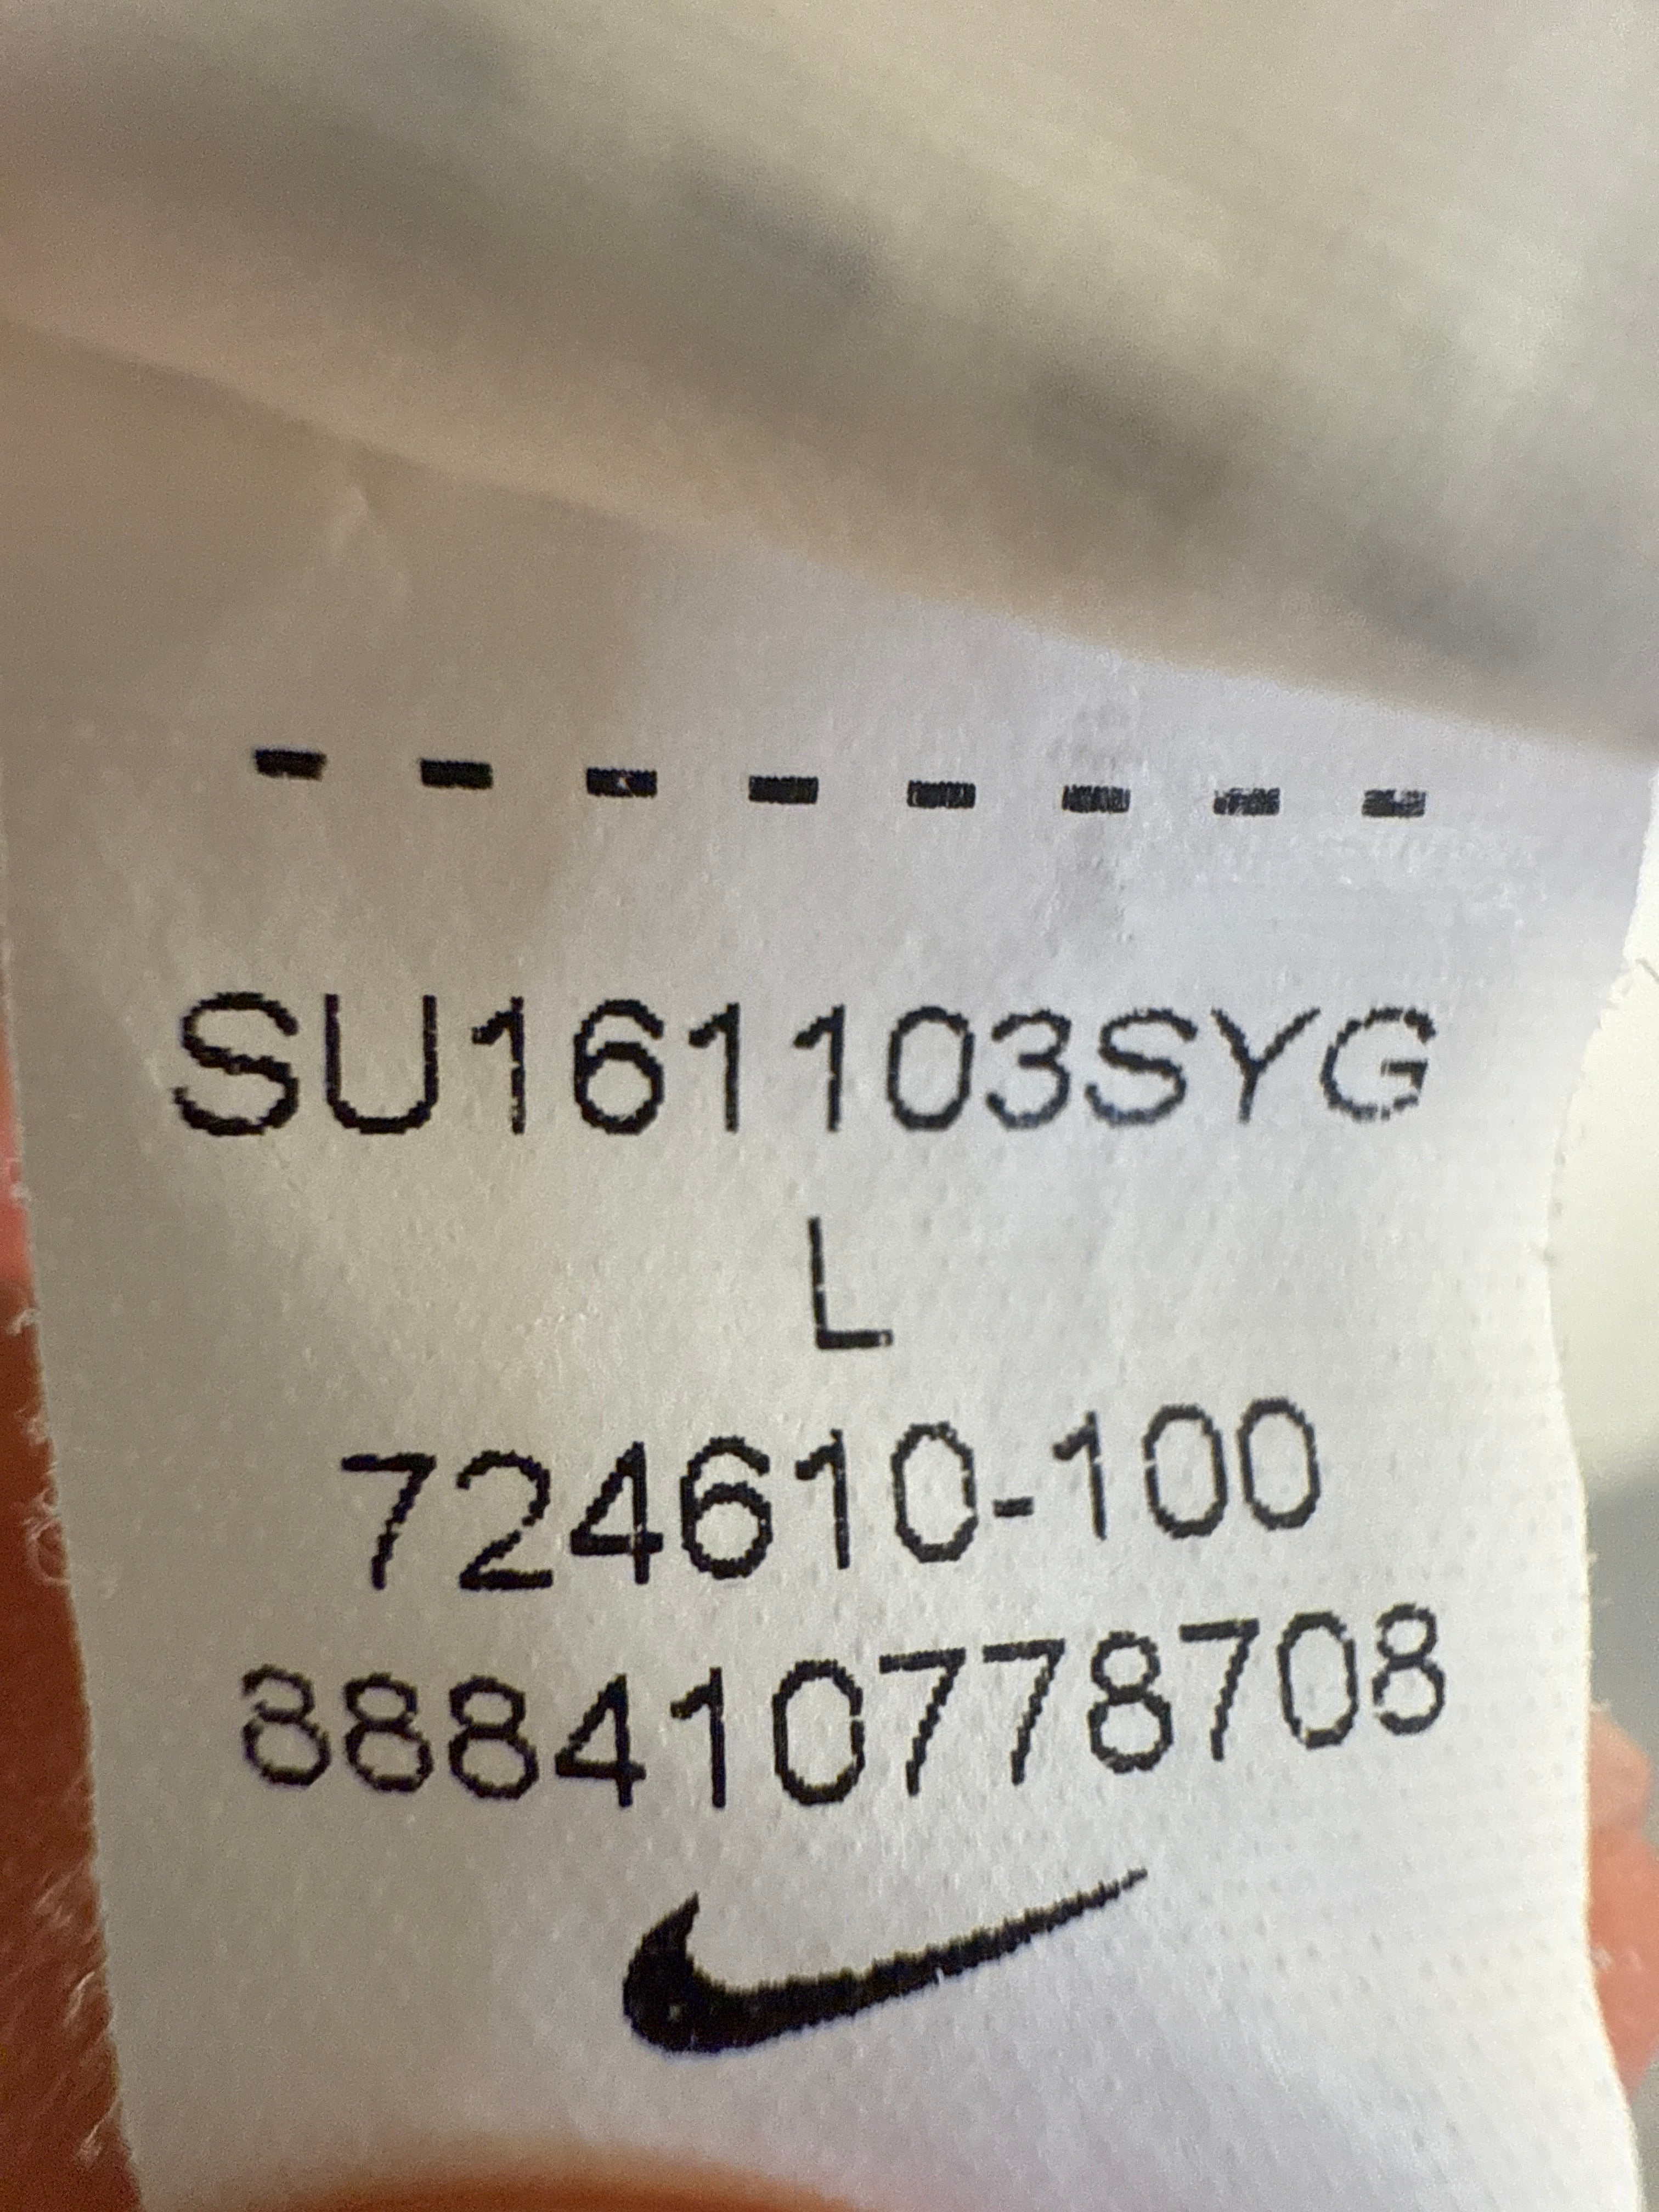 - - - - - - - -
SU161103SYG
L
724610-100
888410778708